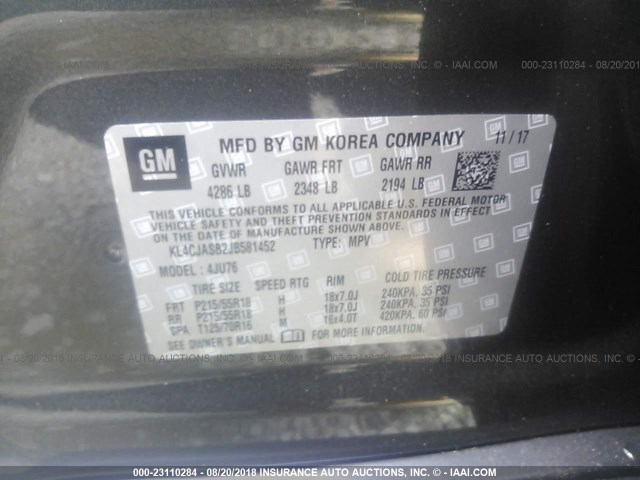 © - IAAI.COM
00-23110284 - 08/20/2018 - IAAI.COM
GM
MFD BY GM KOREA COMPANY 11 / 17
GVWR GAWR FRT GAWR RR
4286 LB 2348 LB 2194 LB
THIS VEHICLE CONFORMS TO ALL APPLICABLE U.S. FEDERAL MOTOR
VEHICLE SAFETY, BUMPER, AND THEFT PREVENTION STANDARDS IN EFFECT
ON THE DATE OF MANUFACTURE SHOWN ABOVE.
KL4CJASB2JB581452 TYPE: MPV
MODEL : 4JU76
TIRE SIZE SPEED RTG RIM COLD TIRE PRESSURE
FRT P215/55R18 H 18x7.0J 240KPA, 35 PSI
RR P215/55R18 H 18x7.0J 240KPA, 35 PSI
SPA T125/70R16 M 16x4.0T 420KPA, 60 PSI
SEE OWNER'S MANUAL FOR MORE INFORMATION.
000-23110284 - 08/20/2018 INSURANCE AUTO AUCTIONS INC. © - IAAI.COM